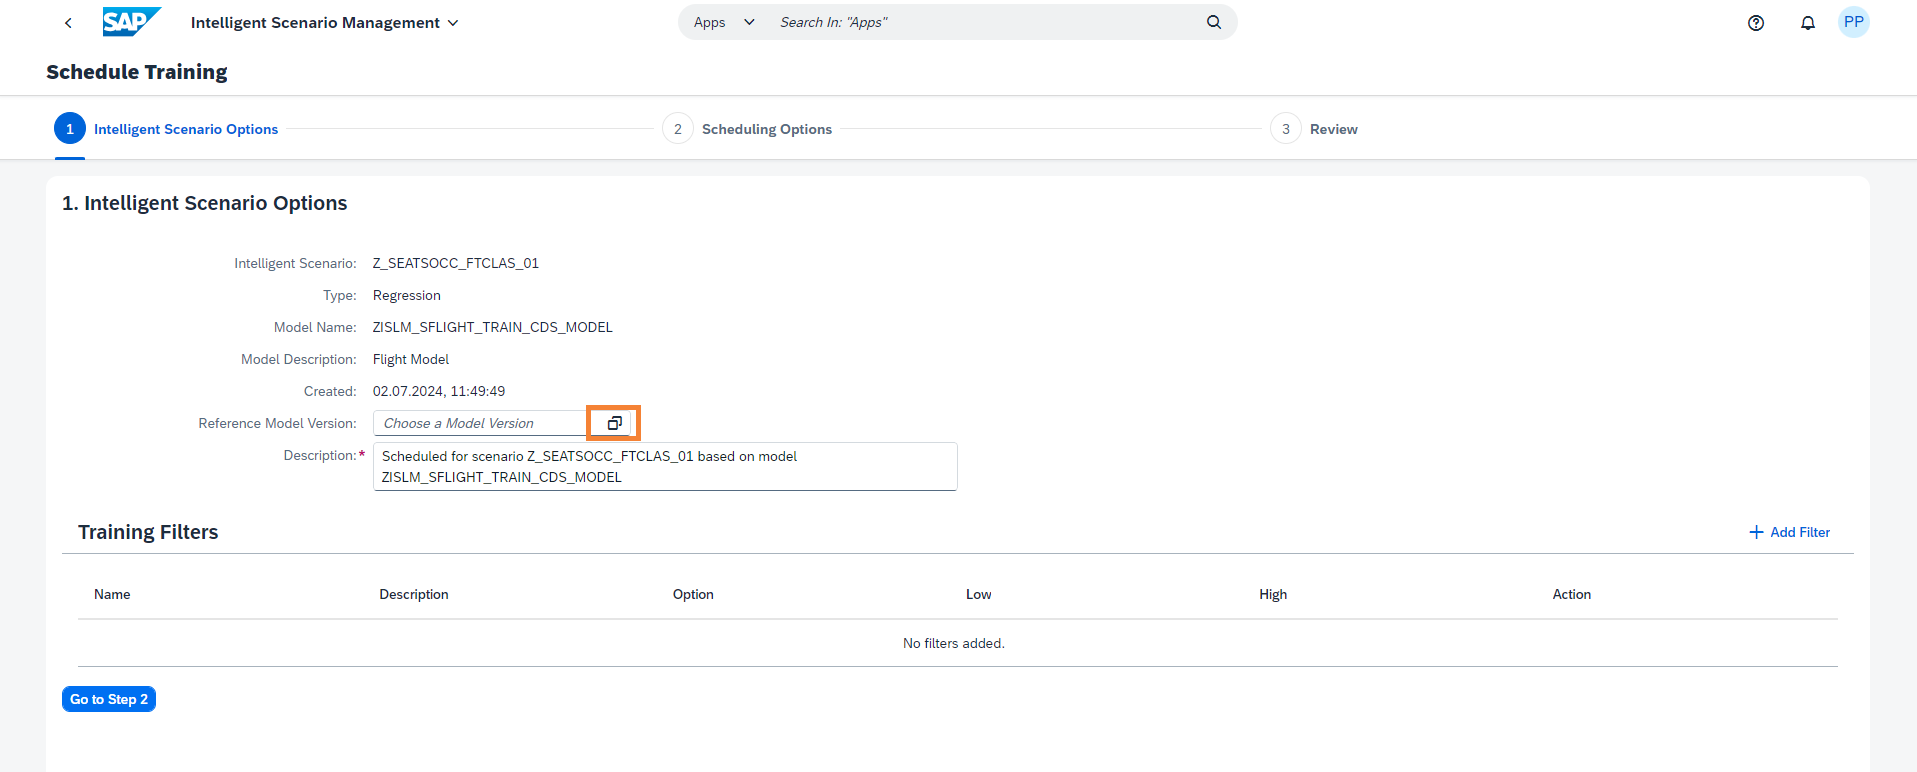 SAP Intelligent Scenario Management Apps Search In: "Apps" PP
Schedule Training
1 Intelligent Scenario Options 2 Scheduling Options 3 Review
1. Intelligent Scenario Options
Intelligent Scenario: Z_SEATSOCC_FTCLAS_01
Type: Regression
Model Name: ZISLM_SFLIGHT_TRAIN_CDS_MODEL
Model Description: Flight Model
Created: 02.07.2024, 11:49:49
Reference Model Version: Choose a Model Version
Description:* Scheduled for scenario Z_SEATSOCC_FTCLAS_01 based on model
ZISLM_SFLIGHT_TRAIN_CDS_MODEL
Training Filters + Add Filter
Name Description Option Low High Action
No filters added.
Go to Step 2